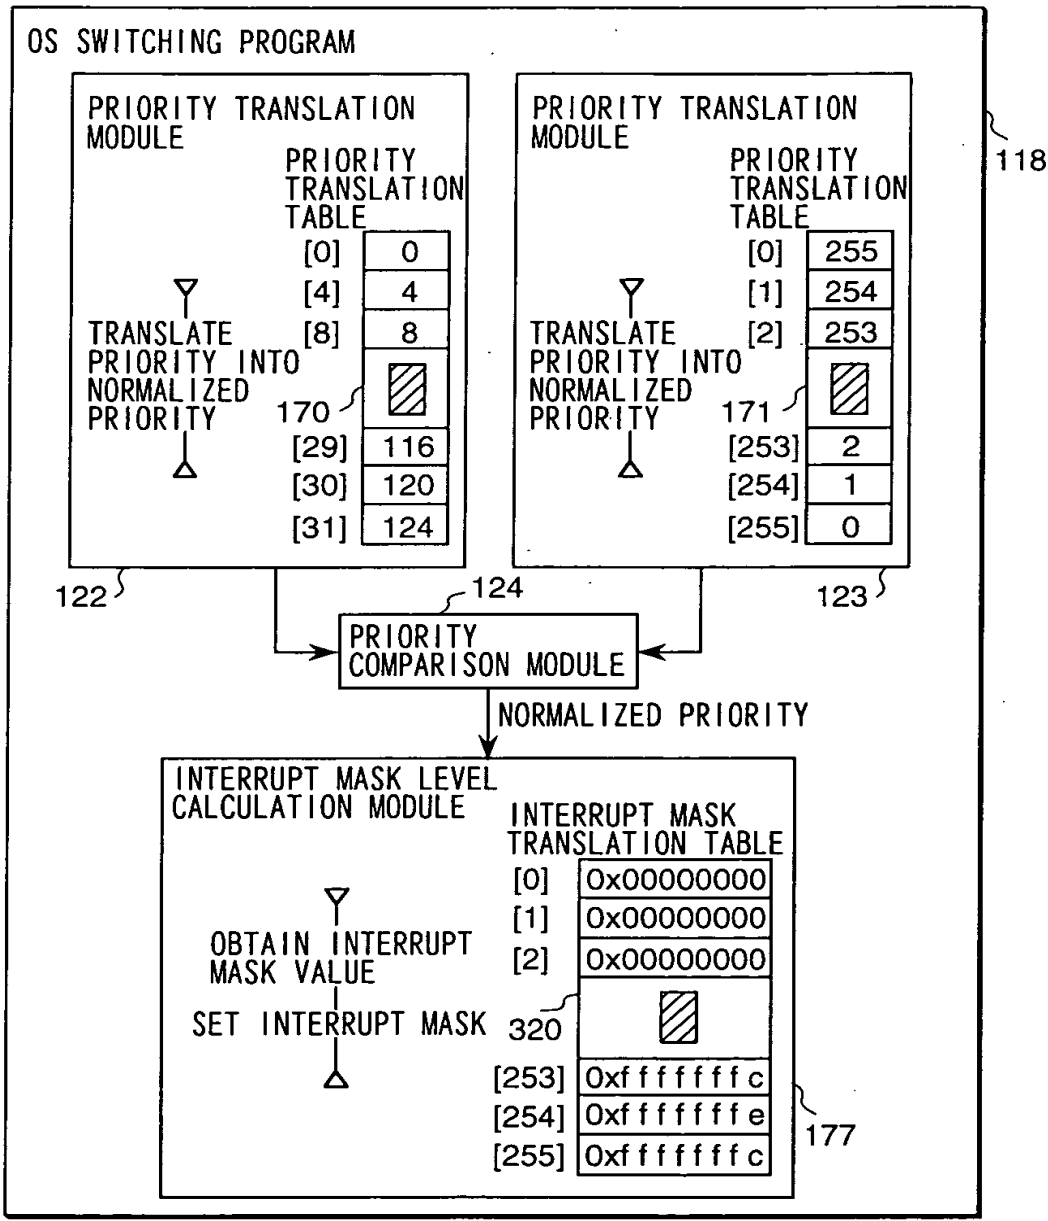 OS SWITCHING PROGRAM
118
PRIORITY TRANSLATION
MODULE
PRIORITY
TRANSLATION
TABLE
[0] 0
[4] 4
[8] 8
TRANSLATE
PRIORITY INTO
NORMALIZED
PRIORITY
170
[29] 116
[30] 120
[31] 124
122
PRIORITY TRANSLATION
MODULE
PRIORITY
TRANSLATION
TABLE
[0] 255
[1] 254
[2] 253
TRANSLATE
PRIORITY INTO
NORMALIZED
PRIORITY
171
[253] 2
[254] 1
[255] 0
123
124
PRIORITY
COMPARISON MODULE
NORMALIZED PRIORITY
INTERRUPT MASK LEVEL
CALCULATION MODULE
INTERRUPT MASK
TRANSLATION TABLE
[0] 0x00000000
[1] 0x00000000
[2] 0x00000000
OBTAIN INTERRUPT
MASK VALUE
SET INTERRUPT MASK
320
[253] 0xfffffffc
[254] 0xfffffffe
[255] 0xfffffffc
177